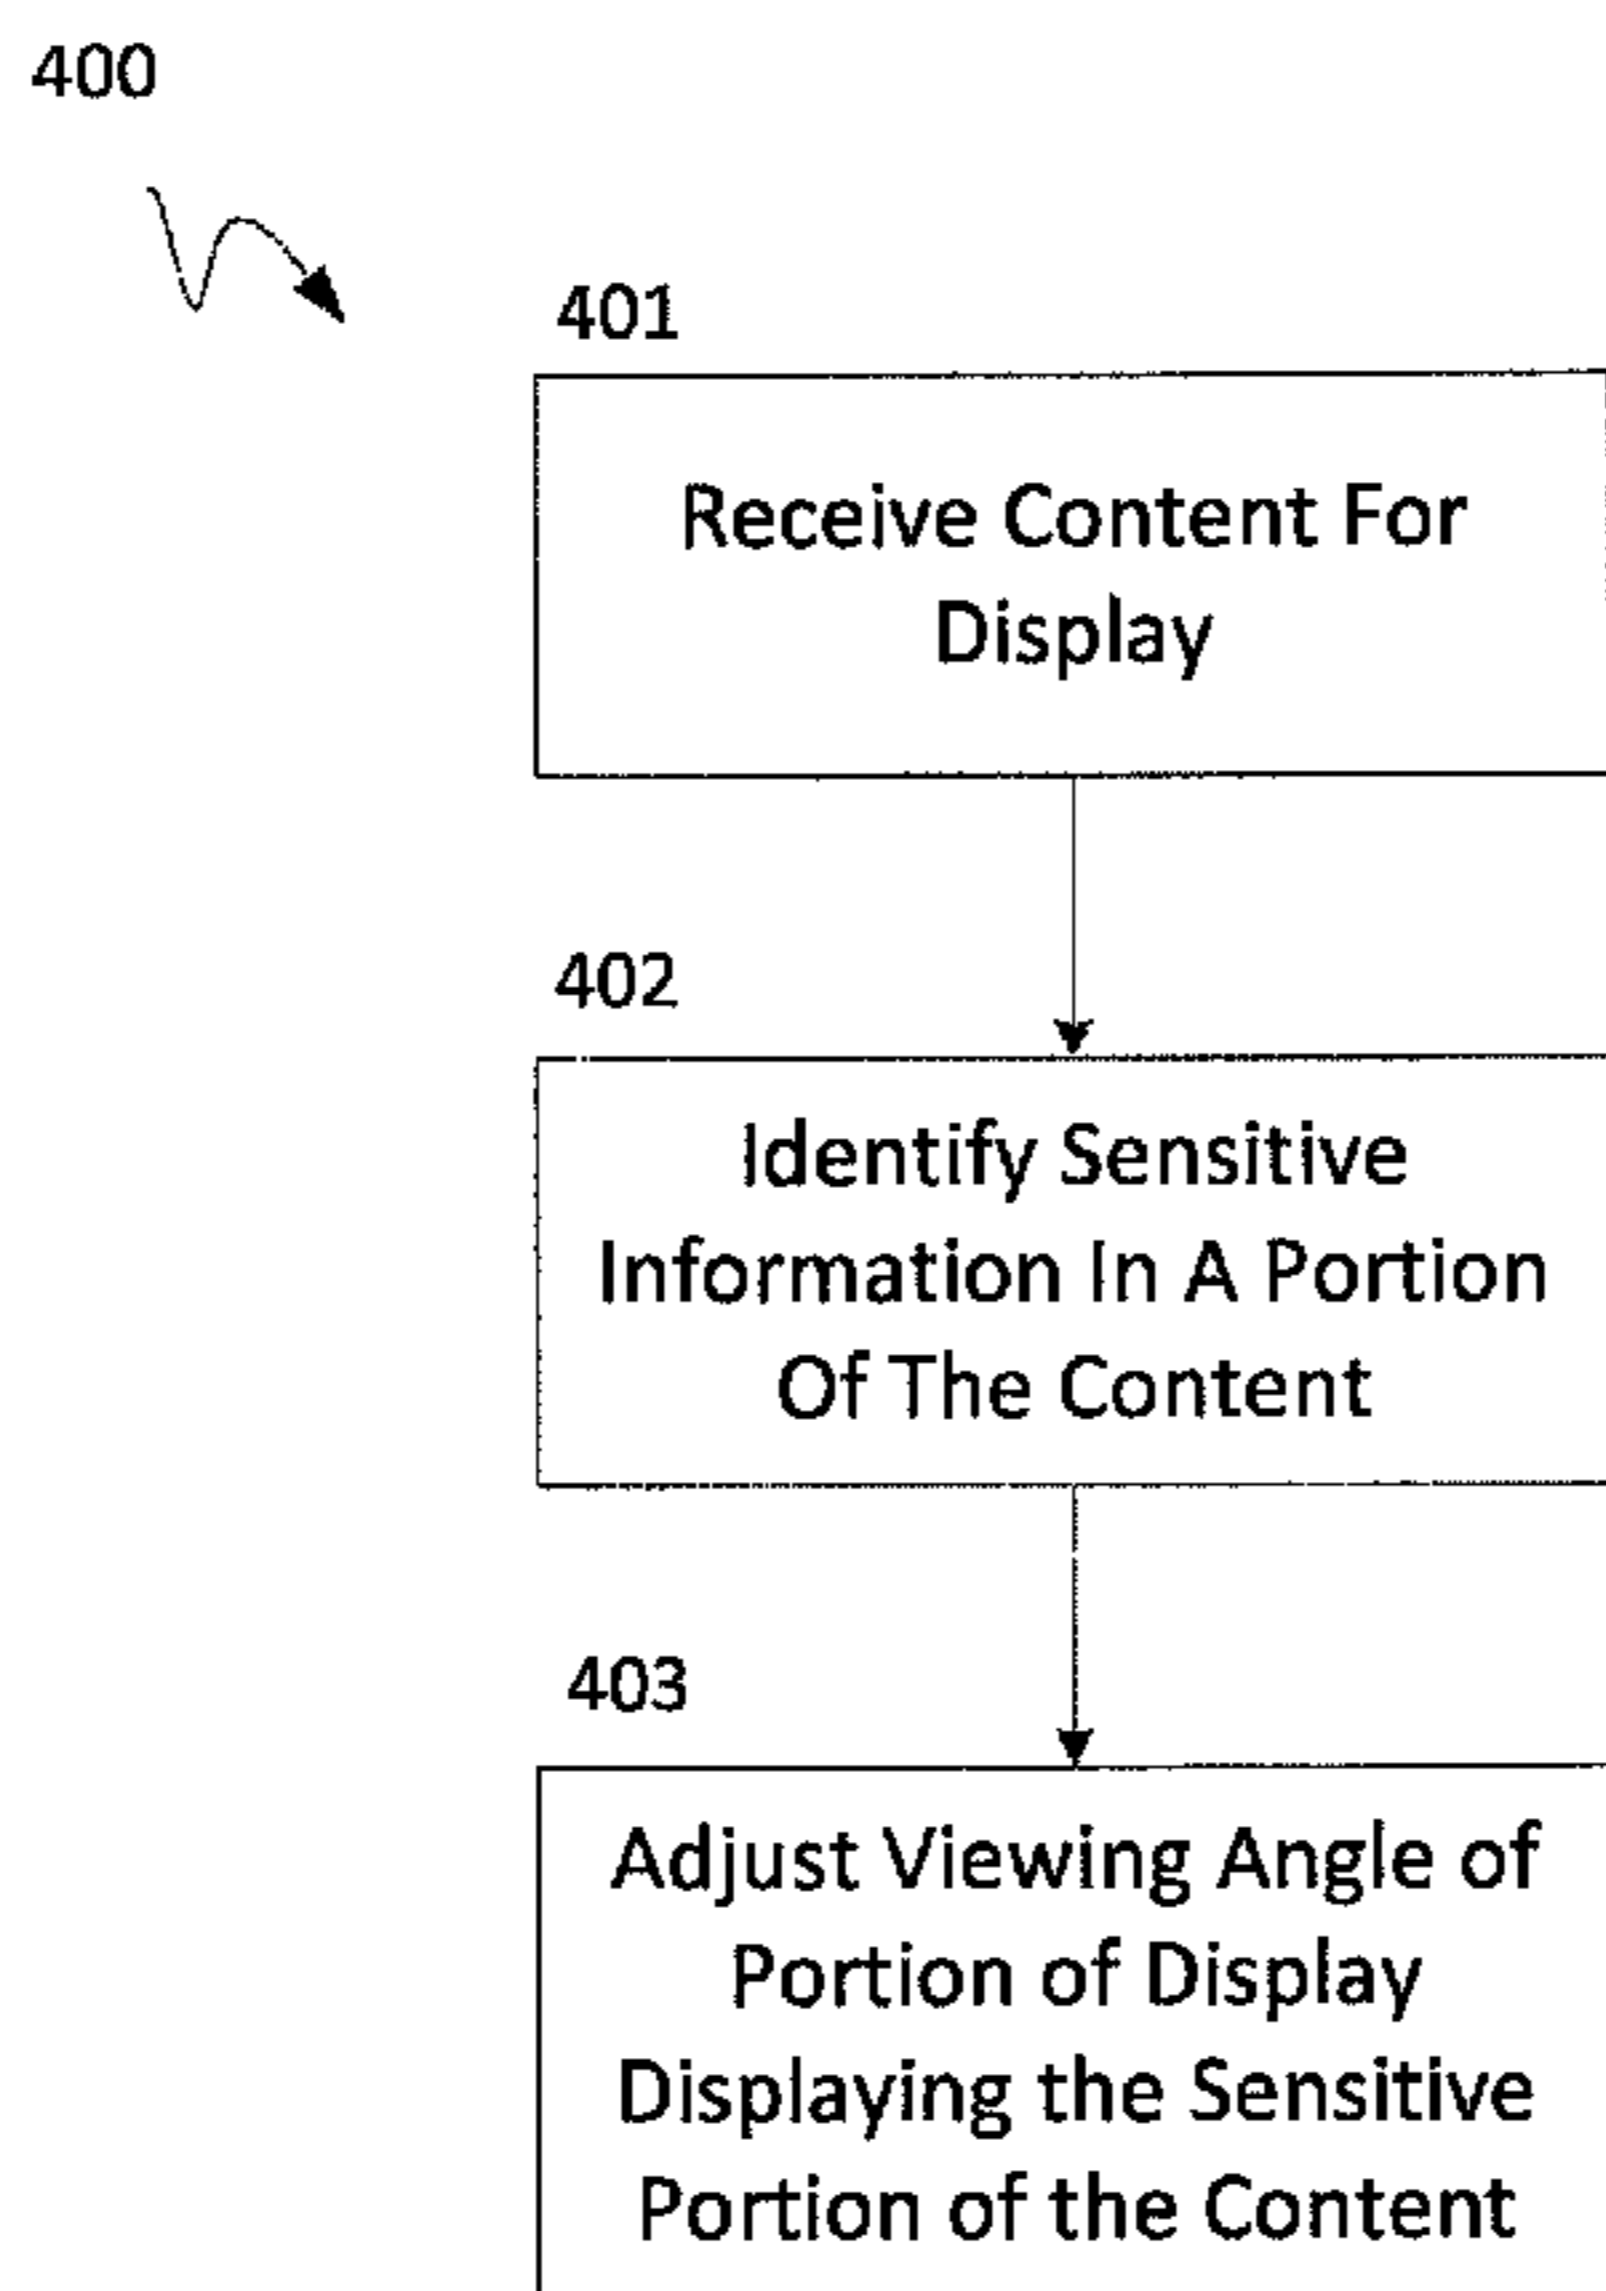 400
401
Receive Content For
Display
402
Identify Sensitive
Information In A Portion
Of The Content
403
Adjust Viewing Angle of
Portion of Display
Displaying the Sensitive
Portion of the Content